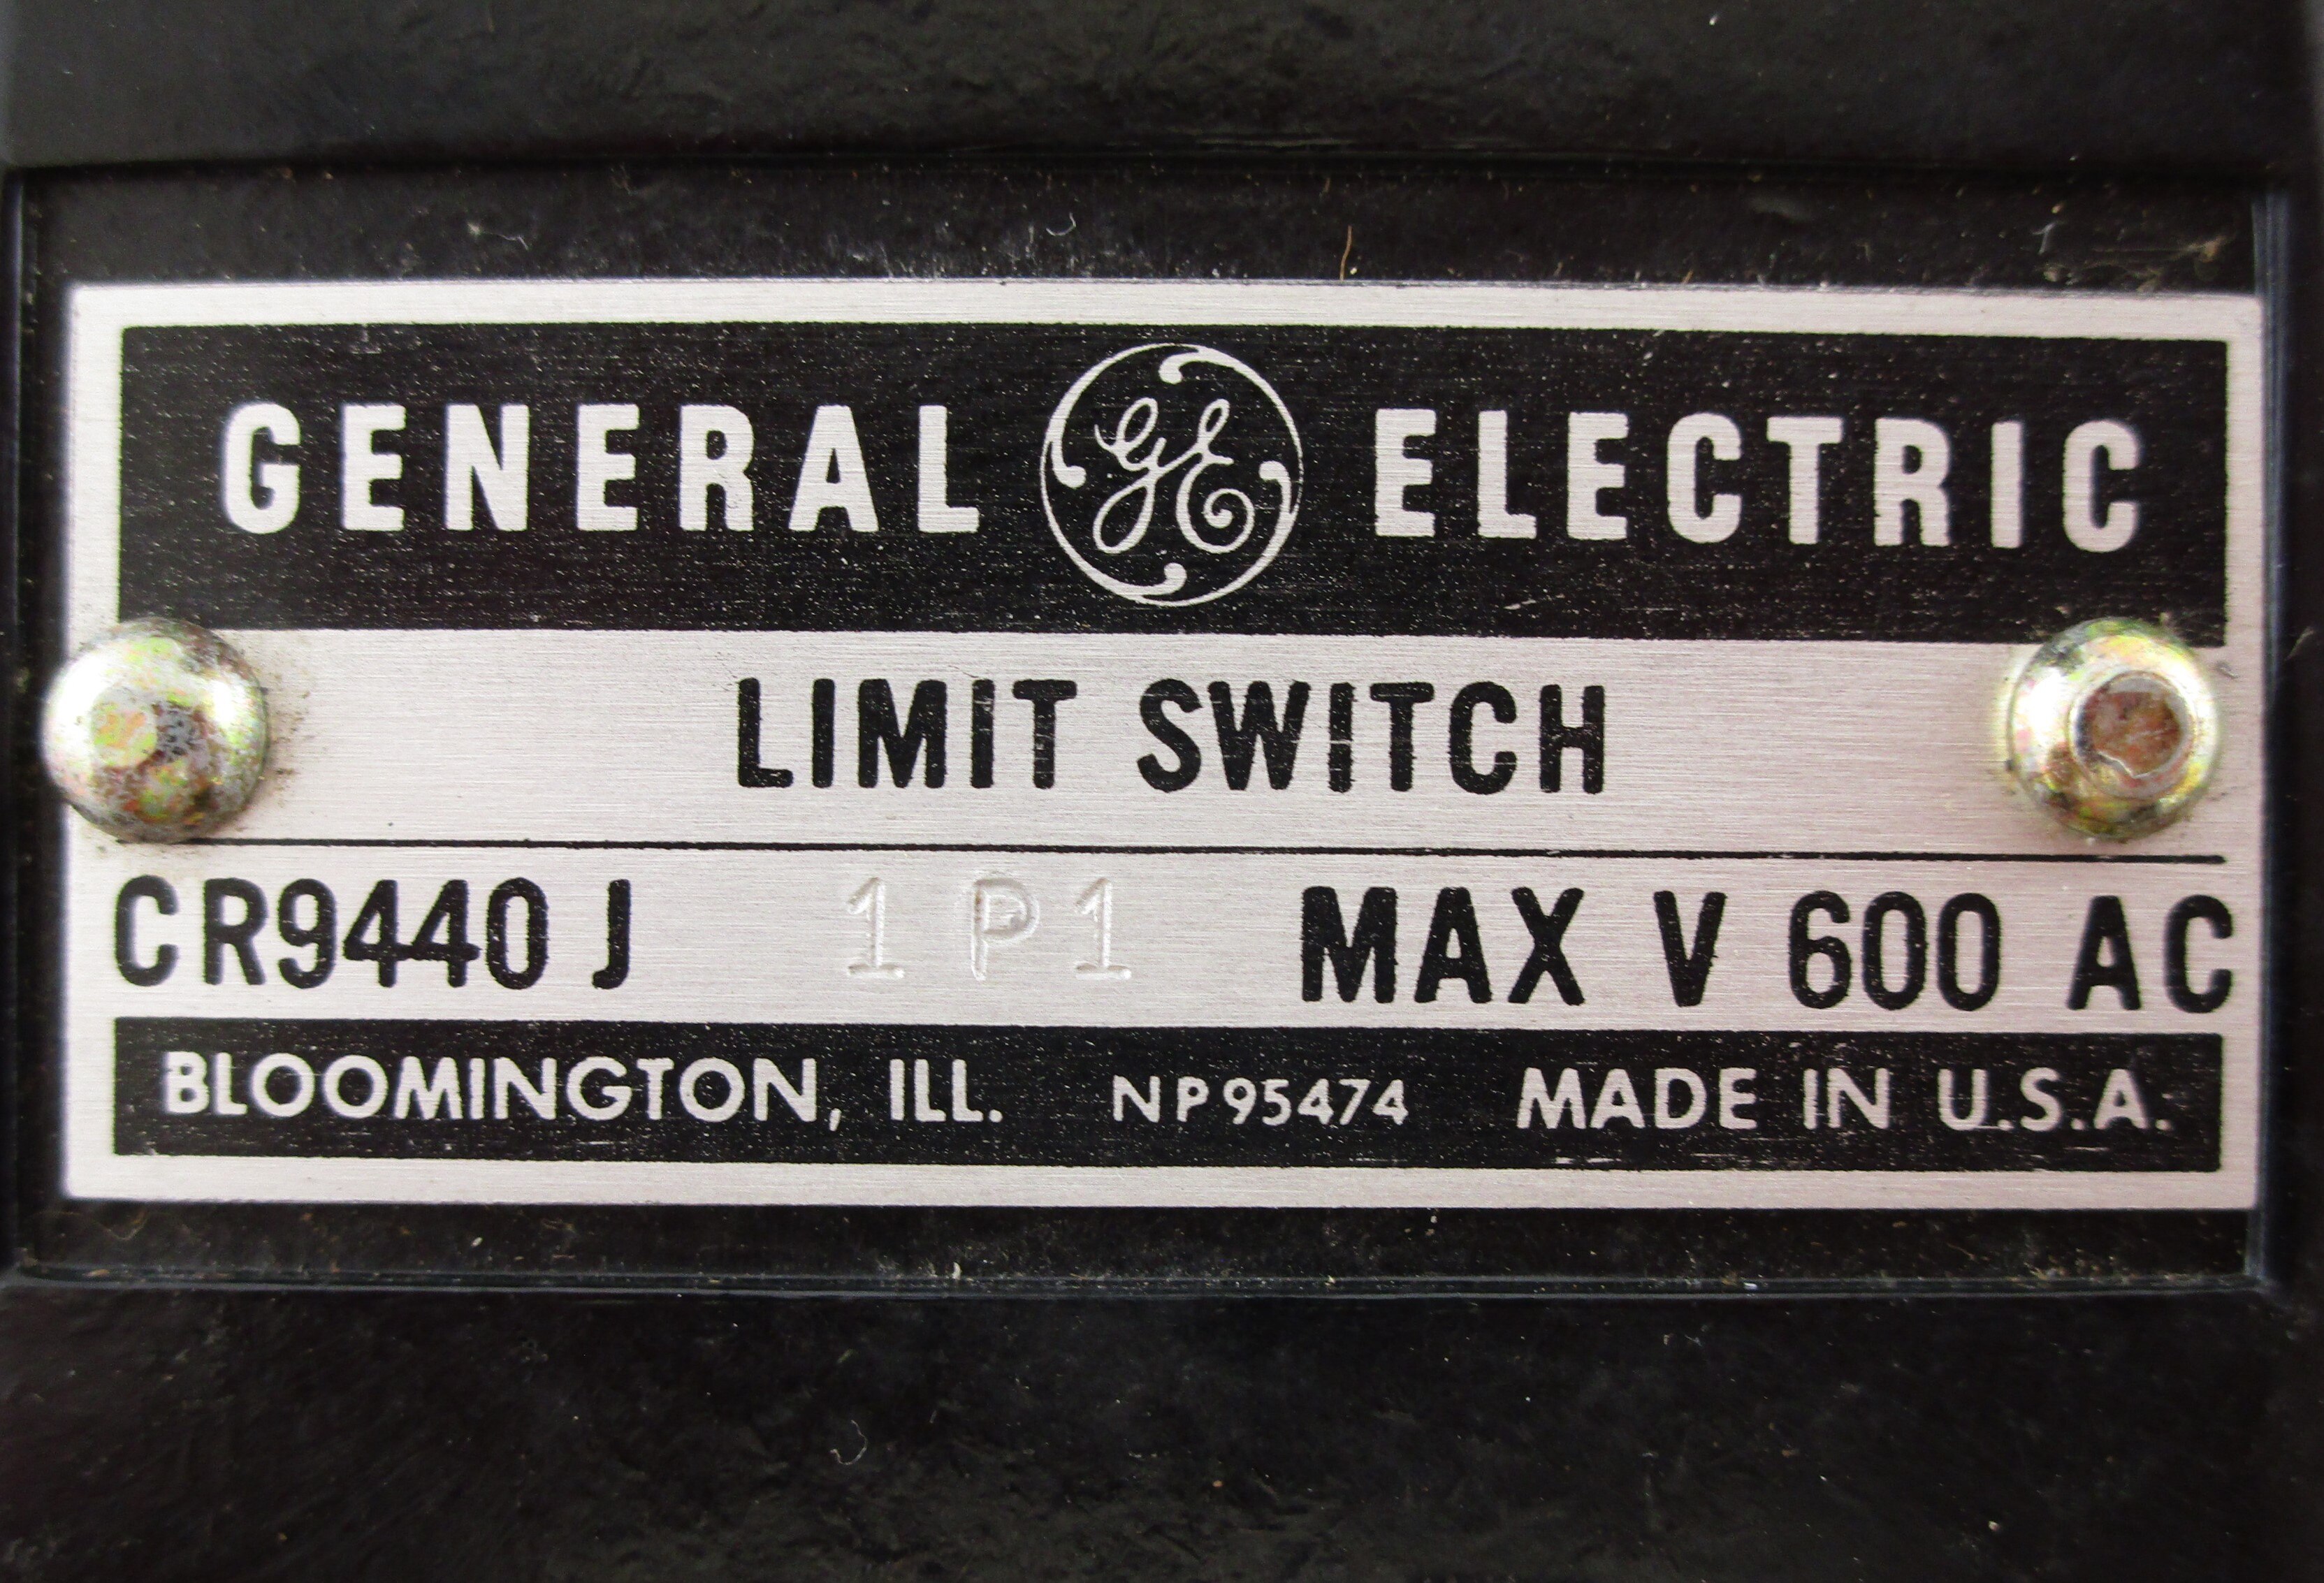 GENERAL GE ELECTRIC
LIMIT SWITCH
CR9440 J 1P1 MAX V 600 AC
BLOOMINGTON, ILL. NP95474 MADE IN U.S.A.